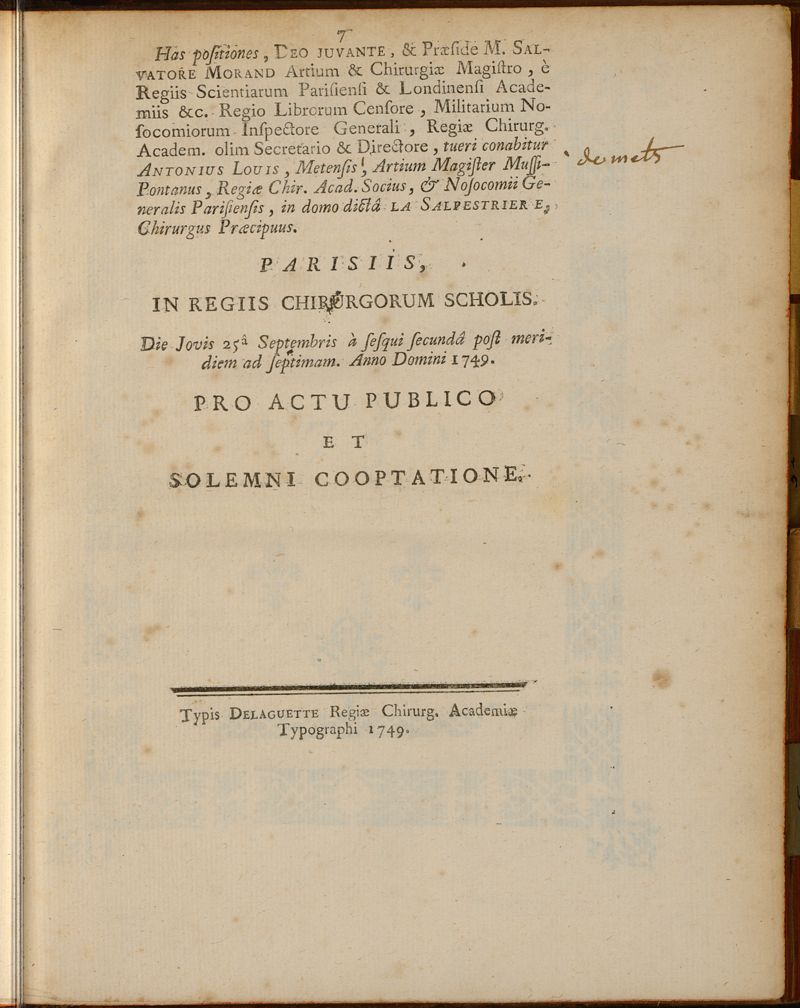 7
Has poſitiones, DEO JUVANTE, & Præſide M. SAL-
VATORE MORAND Artium & Chirurgiæ Magiſtro, è
Regiis Scientiarum Pariſienſi & Londinenſi Acade-
miis &c. Regio Librorum Cenſore, Militarium No-
ſocomiorum Inſpectore Generali, Regiæ Chirurg.
Academ. olim Secretario & Directore, tueri conabitur
ANTONIUS LOUIS, Metenſis, Artium Magiſter Muſſi-
de mets
Pontanus, Regiæ Chir. Acad. Socius, & Noſocomii Ge-
neralis Pariſienſis, in domo dictâ LA SALPESTRIERE,
Chirurgus Præcipuus.
PARISIIS,
IN REGIIS CHIRURGORUM SCHOLIS.
Die Jovis 25â Septembris à ſeſqui ſecundâ poſt meri-
diem ad ſeptimam. Anno Domini 1749.
PRO ACTU PUBLICO
ET
SOLEMNI COOPTATIONE.
Typis DELAGUETTE Regiæ Chirurg. Academiæ
Typographi 1749.